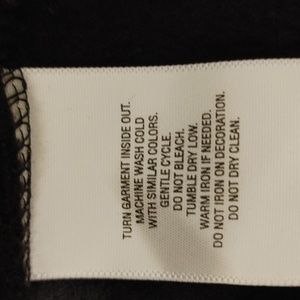 TURN GARMENT INSIDE OUT.
MACHINE WASH COLD
WITH SIMILAR COLORS.
GENTLE CYCLE.
DO NOT BLEACH.
TUMBLE DRY LOW.
WARM IRON IF NEEDED.
DO NOT IRON ON DECORATION.
DO NOT DRY CLEAN.